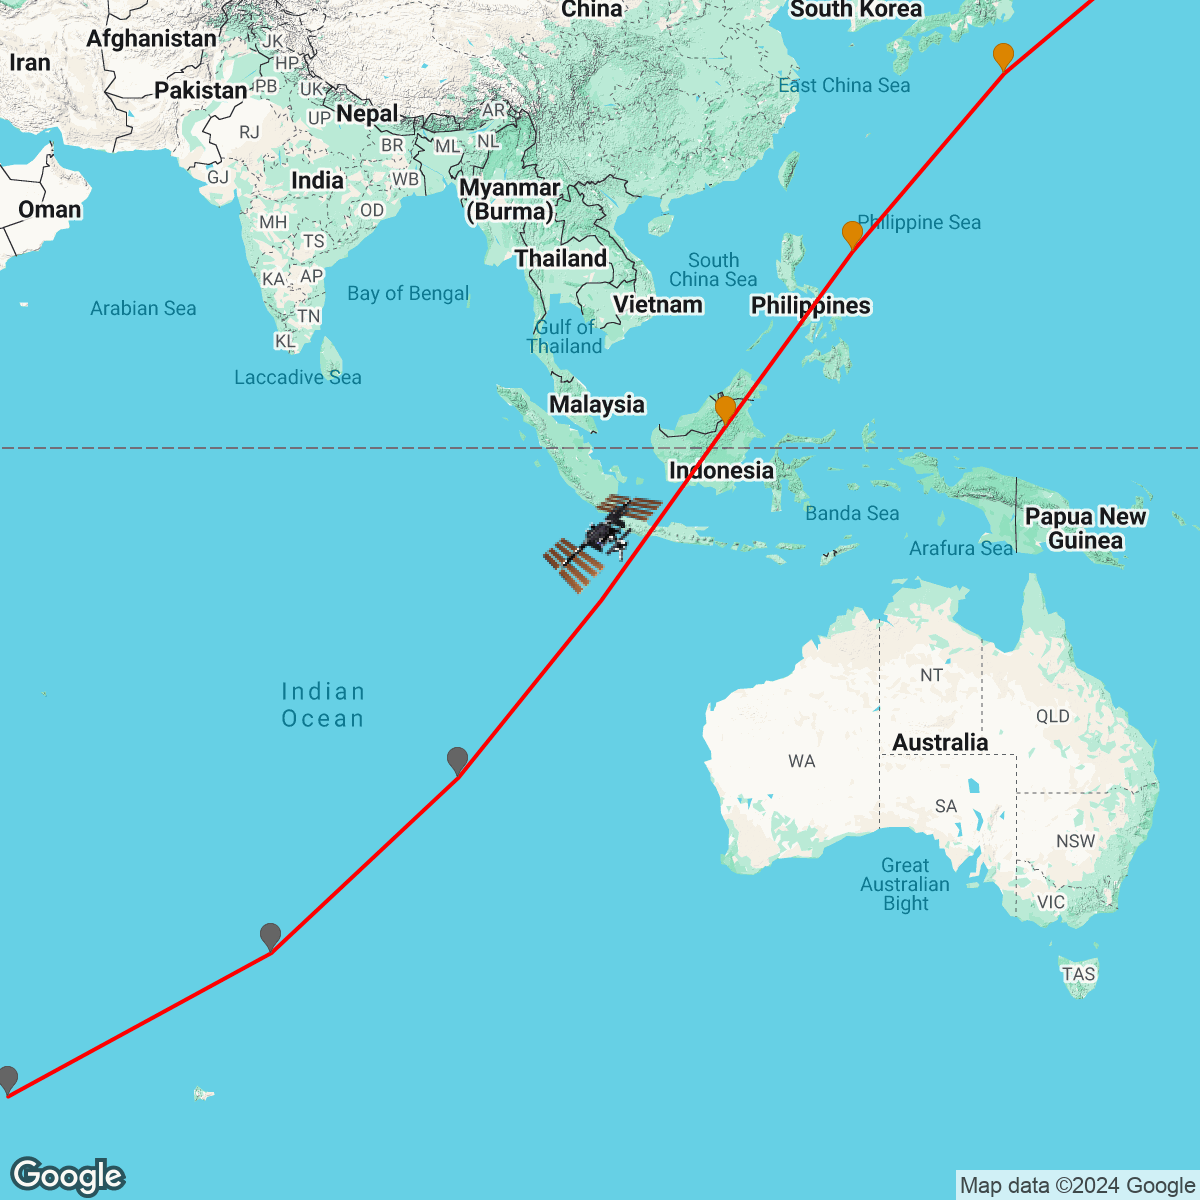 China
South Korea
Afghanistan
JK
Iran
HP
East China Sea
Pakistan
PB
UK
Nepal
AR
UP
RJ
BR
ML
NL
GJ
India
WB
Myanmar
(Burma)
Oman
OD
MH
Philippine Sea
TS
Thailand
South
China Sea
KA
AP
Arabian Sea
Bay of Bengal
Vietnam
Philippines
TN
Gulf of
Thailand
KL
Laccadive Sea
Malaysia
Indonesia
Banda Sea
Papua New
Guinea
Arafura Sea
Indian
Ocean
NT
QLD
Australia
WA
SA
NSW
Great
Australian
Bight
VIC
TAS
Google
Map data ©2024 Google